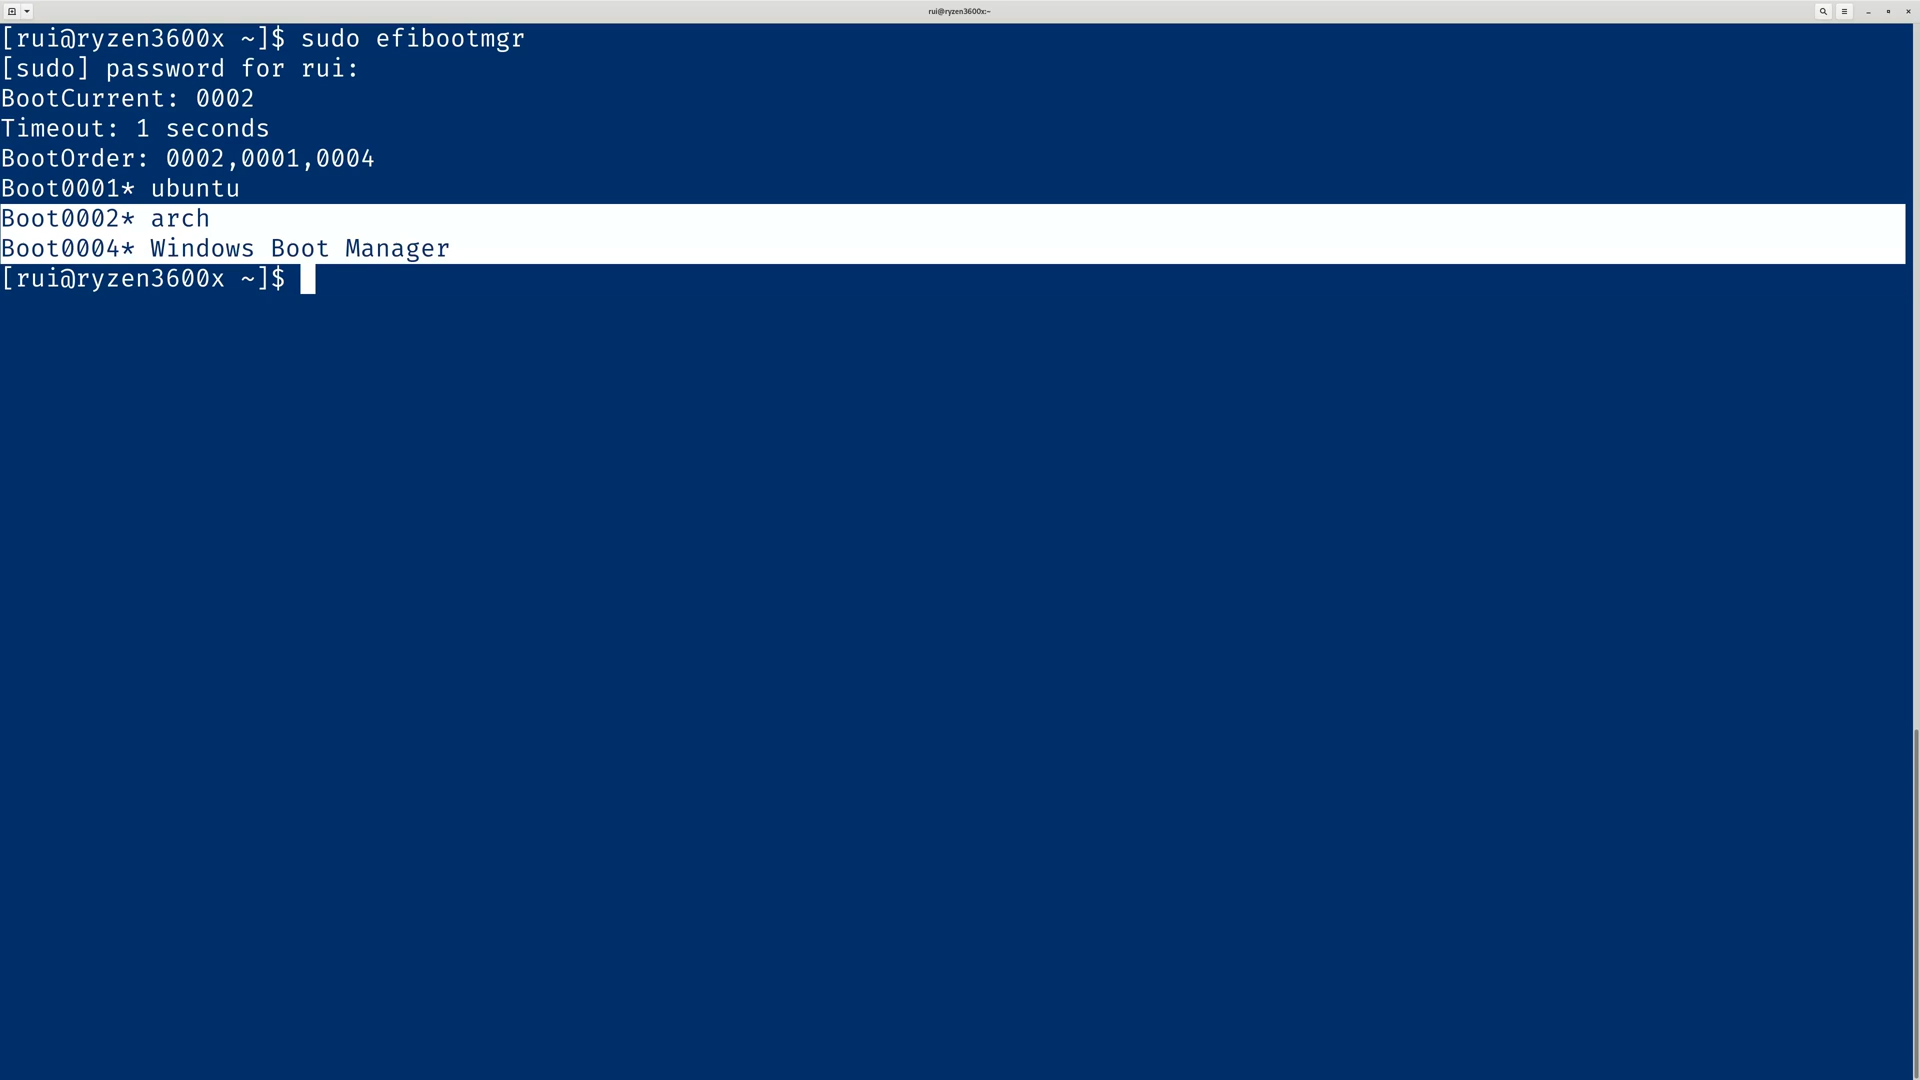 rui@ryzen3600x:~
[rui@ryzen3600x ~]$ sudo efibootmgr
[sudo] password for rui:
BootCurrent: 0002
Timeout: 1 seconds
BootOrder: 0002,0001,0004
Boot0001* ubuntu
Boot0002* arch
Boot0004* Windows Boot Manager
[rui@ryzen3600x ~]$